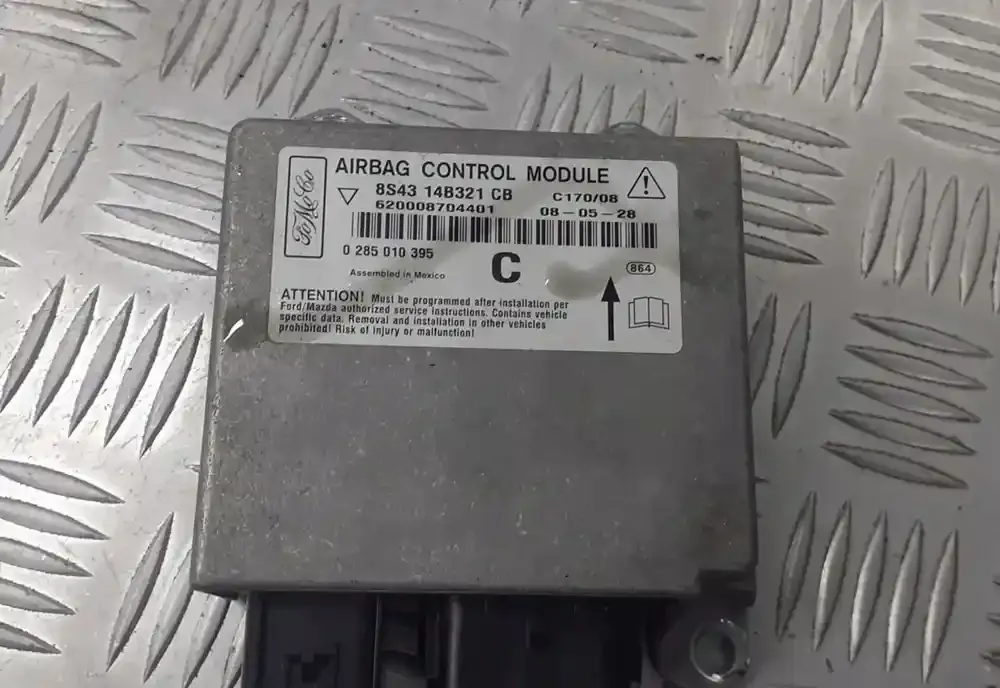 FoMoCo
AIRBAG CONTROL MODULE
8S43 14B321 CB C170/08
620008704401 08-05-28
0 285 010 395
C
864
Assembled in Mexico
ATTENTION! Must be programmed after installation per
Ford/Mazda authorized service instructions. Contains vehicle
specific data. Removal and installation in other vehicles
prohibited! Risk of injury or malfunction!